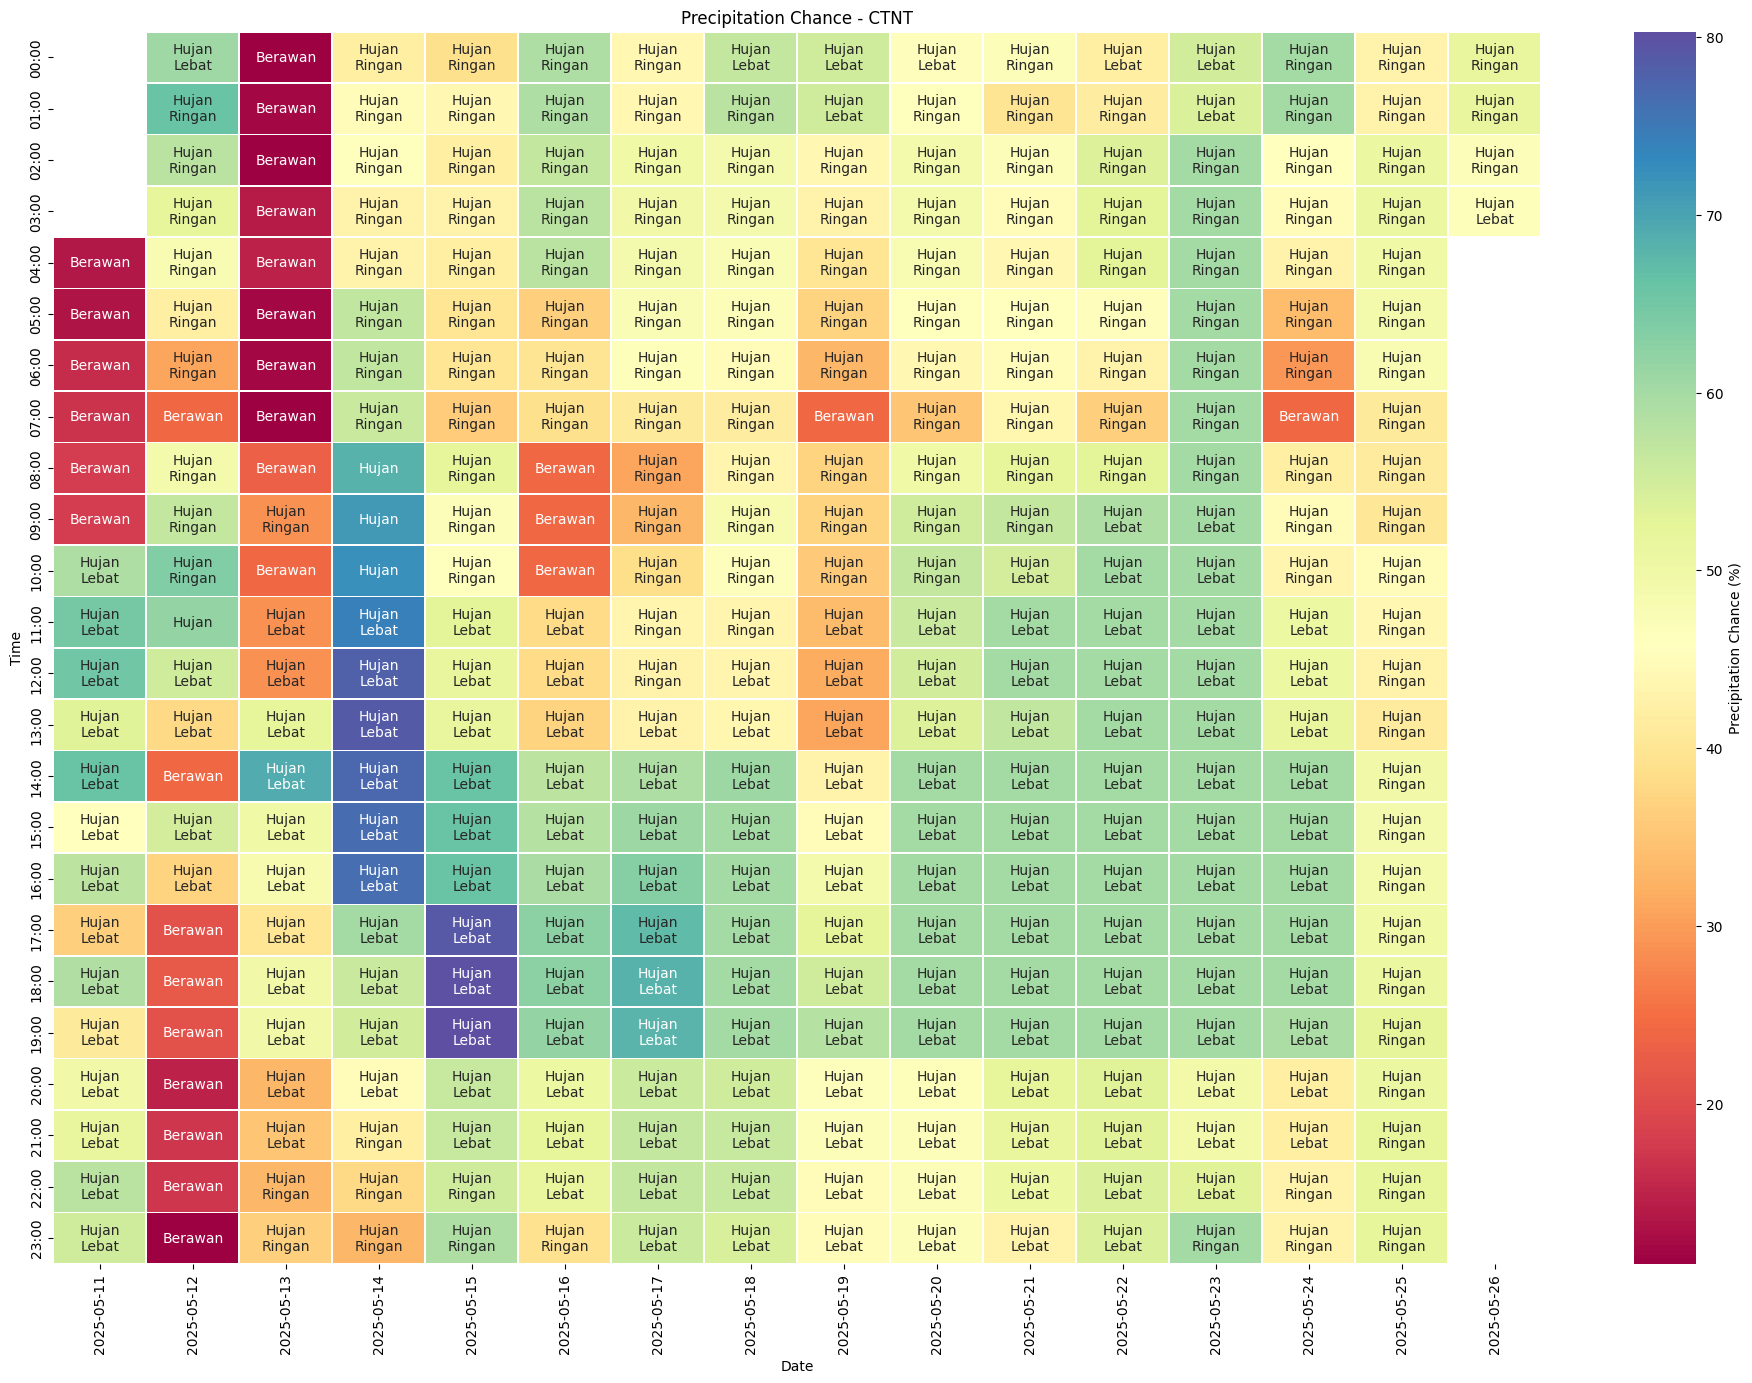 Precipitation Chance - CTNT
00:00 Hujan Lebat Berawan Hujan Ringan Hujan Ringan Hujan Ringan Hujan Ringan Hujan Lebat Hujan Lebat Hujan Lebat Hujan Ringan Hujan Lebat Hujan Lebat Hujan Ringan Hujan Ringan Hujan Ringan
01:00 Hujan Ringan Berawan Hujan Ringan Hujan Ringan Hujan Ringan Hujan Ringan Hujan Ringan Hujan Lebat Hujan Ringan Hujan Ringan Hujan Ringan Hujan Lebat Hujan Ringan Hujan Ringan Hujan Ringan
02:00 Hujan Ringan Berawan Hujan Ringan Hujan Ringan Hujan Ringan Hujan Ringan Hujan Ringan Hujan Ringan Hujan Ringan Hujan Ringan Hujan Ringan Hujan Ringan Hujan Ringan Hujan Ringan Hujan Ringan
03:00 Hujan Ringan Berawan Hujan Ringan Hujan Ringan Hujan Ringan Hujan Ringan Hujan Ringan Hujan Ringan Hujan Ringan Hujan Ringan Hujan Ringan Hujan Ringan Hujan Ringan Hujan Ringan Hujan Lebat
04:00 Berawan Hujan Ringan Berawan Hujan Ringan Hujan Ringan Hujan Ringan Hujan Ringan Hujan Ringan Hujan Ringan Hujan Ringan Hujan Ringan Hujan Ringan Hujan Ringan Hujan Ringan Hujan Ringan
05:00 Berawan Hujan Ringan Berawan Hujan Ringan Hujan Ringan Hujan Ringan Hujan Ringan Hujan Ringan Hujan Ringan Hujan Ringan Hujan Ringan Hujan Ringan Hujan Ringan Hujan Ringan Hujan Ringan
06:00 Berawan Hujan Ringan Berawan Hujan Ringan Hujan Ringan Hujan Ringan Hujan Ringan Hujan Ringan Hujan Ringan Hujan Ringan Hujan Ringan Hujan Ringan Hujan Ringan Hujan Ringan Hujan Ringan
07:00 Berawan Berawan Berawan Hujan Ringan Hujan Ringan Hujan Ringan Hujan Ringan Hujan Ringan Berawan Hujan Ringan Hujan Ringan Hujan Ringan Hujan Ringan Berawan Hujan Ringan
08:00 Berawan Hujan Ringan Berawan Hujan Hujan Ringan Berawan Hujan Ringan Hujan Ringan Hujan Ringan Hujan Ringan Hujan Ringan Hujan Ringan Hujan Ringan Hujan Ringan Hujan Ringan
09:00 Berawan Hujan Ringan Hujan Ringan Hujan Hujan Ringan Berawan Hujan Ringan Hujan Ringan Hujan Ringan Hujan Ringan Hujan Ringan Hujan Lebat Hujan Lebat Hujan Ringan Hujan Ringan
10:00 Hujan Lebat Hujan Ringan Berawan Hujan Hujan Ringan Berawan Hujan Ringan Hujan Ringan Hujan Ringan Hujan Ringan Hujan Lebat Hujan Lebat Hujan Lebat Hujan Ringan Hujan Ringan
11:00 Hujan Lebat Hujan Hujan Lebat Hujan Lebat Hujan Lebat Hujan Lebat Hujan Ringan Hujan Ringan Hujan Lebat Hujan Lebat Hujan Lebat Hujan Lebat Hujan Lebat Hujan Lebat Hujan Ringan
12:00 Hujan Lebat Hujan Lebat Hujan Lebat Hujan Lebat Hujan Lebat Hujan Lebat Hujan Ringan Hujan Lebat Hujan Lebat Hujan Lebat Hujan Lebat Hujan Lebat Hujan Lebat Hujan Lebat Hujan Ringan
13:00 Hujan Lebat Hujan Lebat Hujan Lebat Hujan Lebat Hujan Lebat Hujan Lebat Hujan Lebat Hujan Lebat Hujan Lebat Hujan Lebat Hujan Lebat Hujan Lebat Hujan Lebat Hujan Lebat Hujan Ringan
14:00 Hujan Lebat Berawan Hujan Lebat Hujan Lebat Hujan Lebat Hujan Lebat Hujan Lebat Hujan Lebat Hujan Lebat Hujan Lebat Hujan Lebat Hujan Lebat Hujan Lebat Hujan Lebat Hujan Ringan
15:00 Hujan Lebat Hujan Lebat Hujan Lebat Hujan Lebat Hujan Lebat Hujan Lebat Hujan Lebat Hujan Lebat Hujan Lebat Hujan Lebat Hujan Lebat Hujan Lebat Hujan Lebat Hujan Lebat Hujan Ringan
16:00 Hujan Lebat Hujan Lebat Hujan Lebat Hujan Lebat Hujan Lebat Hujan Lebat Hujan Lebat Hujan Lebat Hujan Lebat Hujan Lebat Hujan Lebat Hujan Lebat Hujan Lebat Hujan Lebat Hujan Ringan
17:00 Hujan Lebat Berawan Hujan Lebat Hujan Lebat Hujan Lebat Hujan Lebat Hujan Lebat Hujan Lebat Hujan Lebat Hujan Lebat Hujan Lebat Hujan Lebat Hujan Lebat Hujan Lebat Hujan Ringan
18:00 Hujan Lebat Berawan Hujan Lebat Hujan Lebat Hujan Lebat Hujan Lebat Hujan Lebat Hujan Lebat Hujan Lebat Hujan Lebat Hujan Lebat Hujan Lebat Hujan Lebat Hujan Lebat Hujan Ringan
19:00 Hujan Lebat Berawan Hujan Lebat Hujan Lebat Hujan Lebat Hujan Lebat Hujan Lebat Hujan Lebat Hujan Lebat Hujan Lebat Hujan Lebat Hujan Lebat Hujan Lebat Hujan Lebat Hujan Ringan
20:00 Hujan Lebat Berawan Hujan Lebat Hujan Lebat Hujan Lebat Hujan Lebat Hujan Lebat Hujan Lebat Hujan Lebat Hujan Lebat Hujan Lebat Hujan Lebat Hujan Lebat Hujan Lebat Hujan Ringan
21:00 Hujan Lebat Berawan Hujan Lebat Hujan Ringan Hujan Lebat Hujan Lebat Hujan Lebat Hujan Lebat Hujan Lebat Hujan Lebat Hujan Lebat Hujan Lebat Hujan Lebat Hujan Lebat Hujan Ringan
22:00 Hujan Lebat Berawan Hujan Ringan Hujan Ringan Hujan Ringan Hujan Lebat Hujan Lebat Hujan Lebat Hujan Lebat Hujan Lebat Hujan Lebat Hujan Lebat Hujan Lebat Hujan Ringan Hujan Ringan
23:00 Hujan Lebat Berawan Hujan Ringan Hujan Ringan Hujan Ringan Hujan Ringan Hujan Lebat Hujan Lebat Hujan Lebat Hujan Lebat Hujan Lebat Hujan Lebat Hujan Ringan Hujan Ringan Hujan Ringan
Time
2025-05-11
2025-05-12
2025-05-13
2025-05-14
2025-05-15
2025-05-16
2025-05-17
2025-05-18
2025-05-19
2025-05-20
2025-05-21
2025-05-22
2025-05-23
2025-05-24
2025-05-25
2025-05-26
Date
80
70
60
50
40
30
20
Precipitation Chance (%)